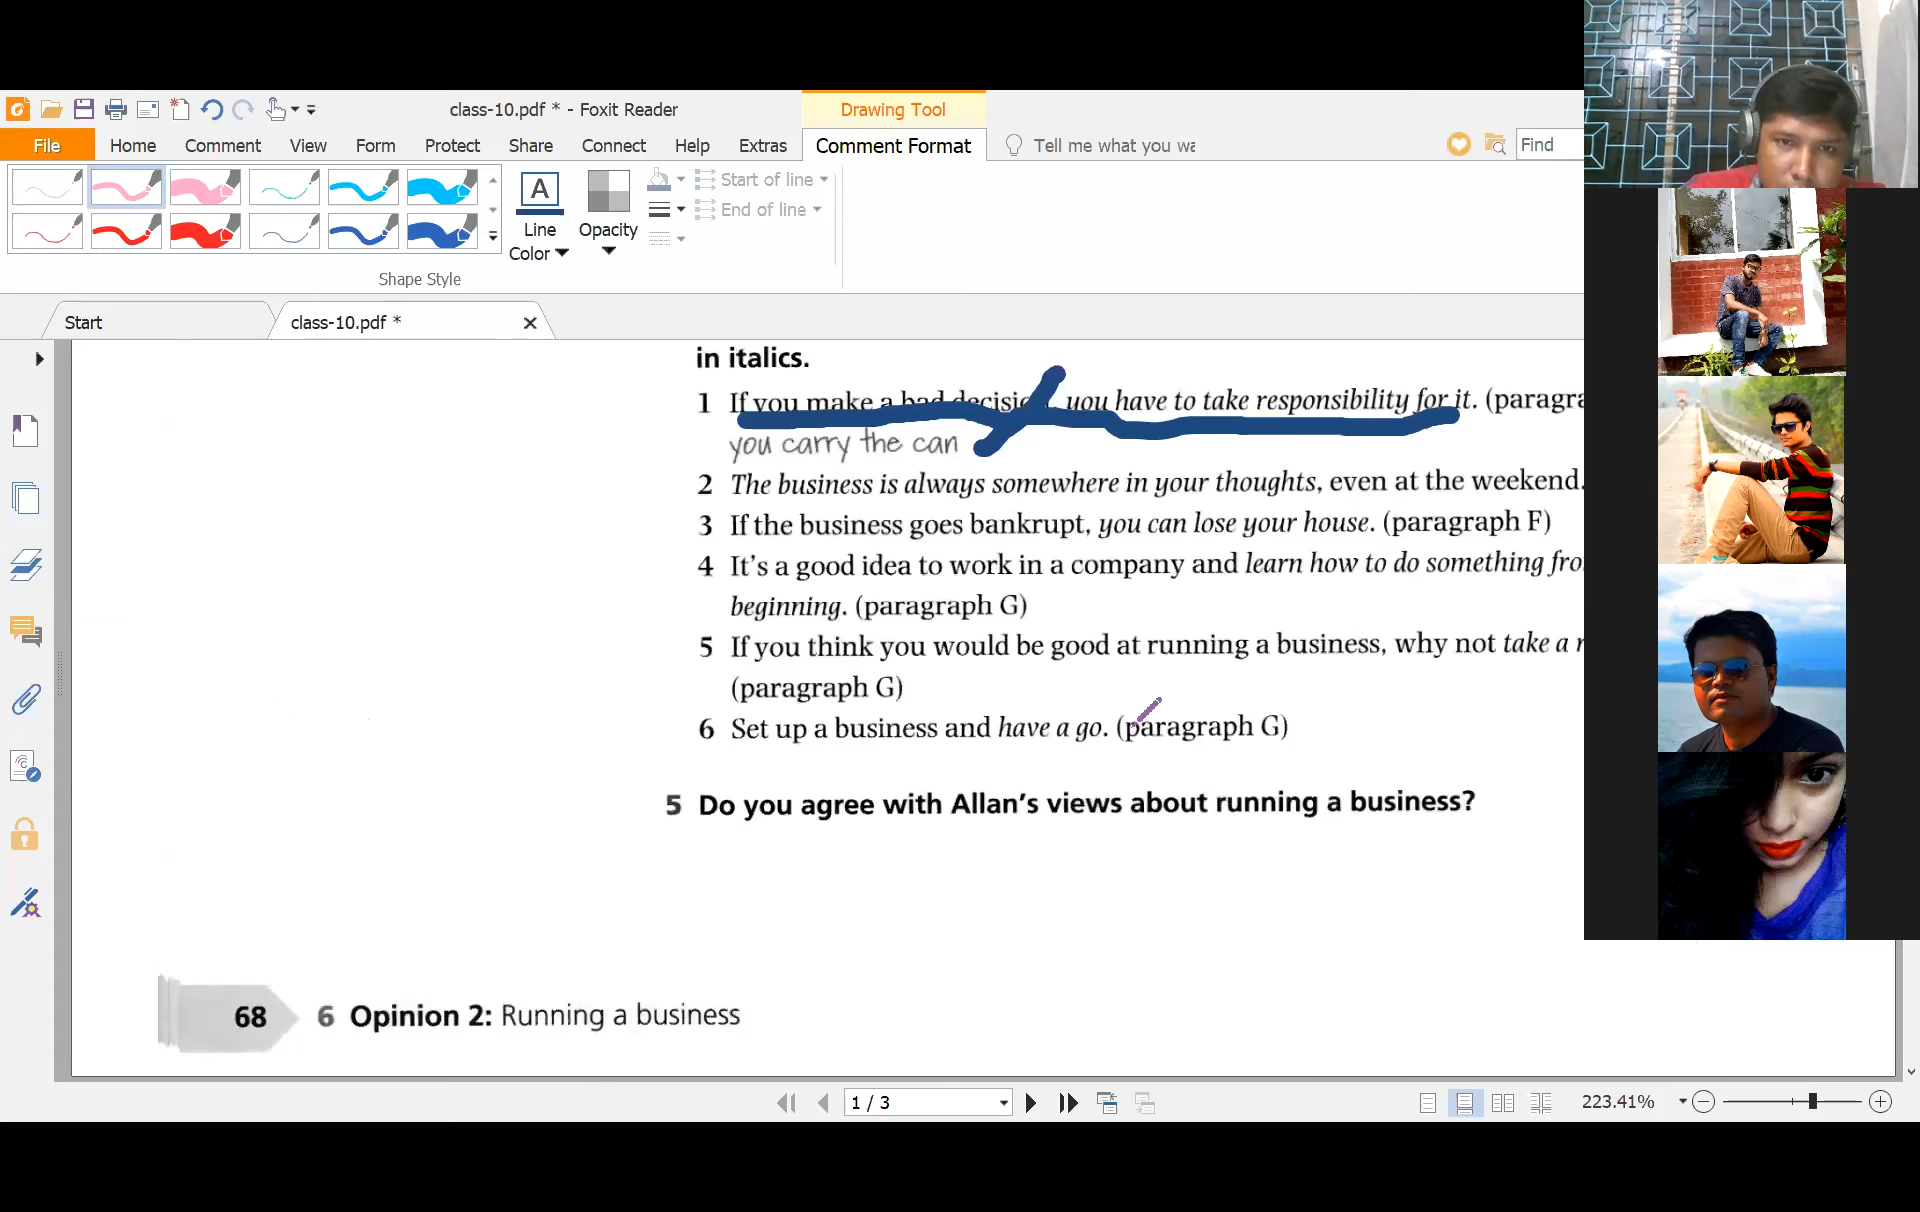 class-10.pdf * - Foxit Reader
Drawing Tool
File Home Comment View Form Protect Share Connect Help Extras Comment Format Tell me what you wa Find
Line Color
Opacity
Start of line
End of line
Shape Style
Start
class-10.pdf *
in italics.
1 If you make a bad decision, you have to take responsibility for it. (paragra
you carry the can
2 The business is always somewhere in your thoughts, even at the weekend.
3 If the business goes bankrupt, you can lose your house. (paragraph F)
4 It's a good idea to work in a company and learn how to do something fro
beginning. (paragraph G)
5 If you think you would be good at running a business, why not take a r
(paragraph G)
6 Set up a business and have a go. (paragraph G)
5 Do you agree with Allan's views about running a business?
68 6 Opinion 2: Running a business
1 / 3
223.41%